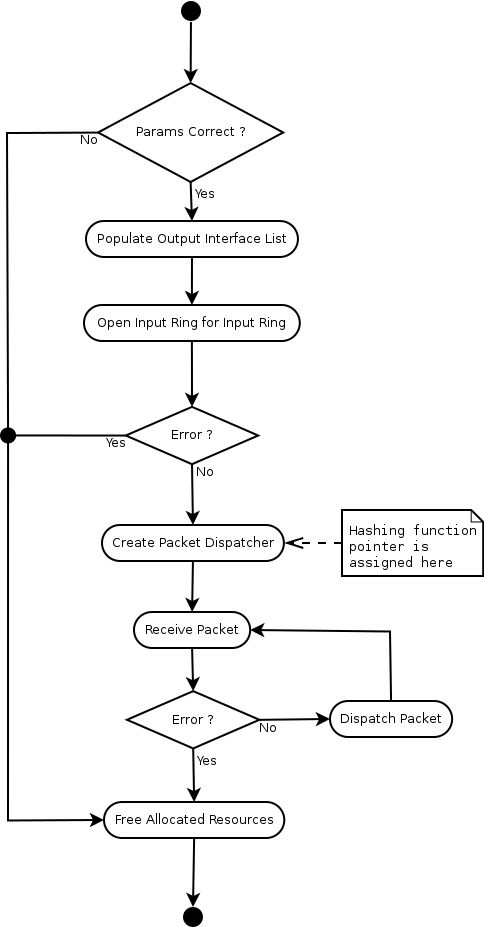 Params Correct ?
No
Yes
Populate Output Interface List
Open Input Ring for Input Ring
Error ?
Yes
No
Create Packet Dispatcher
Hashing function
pointer is
assigned here
Receive Packet
Error ?
No
Dispatch Packet
Yes
Free Allocated Resources